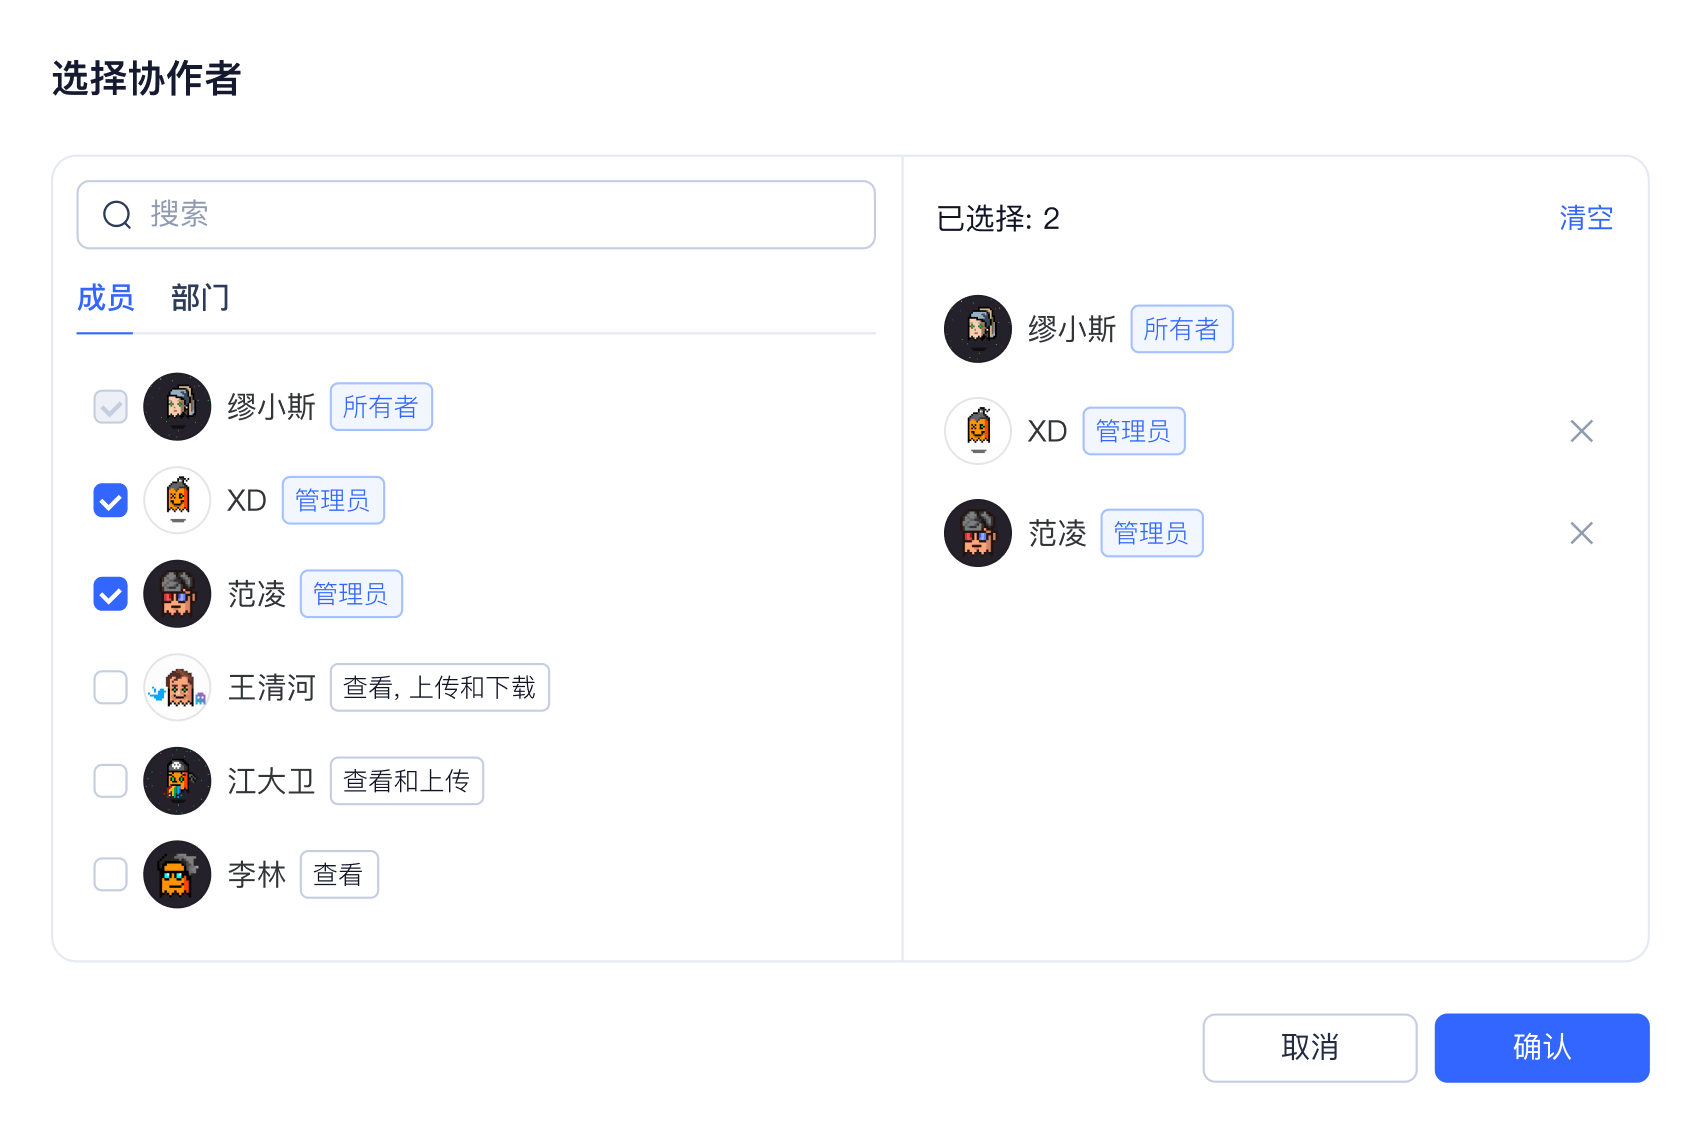 选择协作者
搜索
成员 部门
缪小斯 所有者
XD 管理员
范凌 管理员
王清河 查看, 上传和下载
江大卫 查看和上传
李林 查看
已选择: 2 清空
缪小斯 所有者
XD 管理员
范凌 管理员
取消 确认